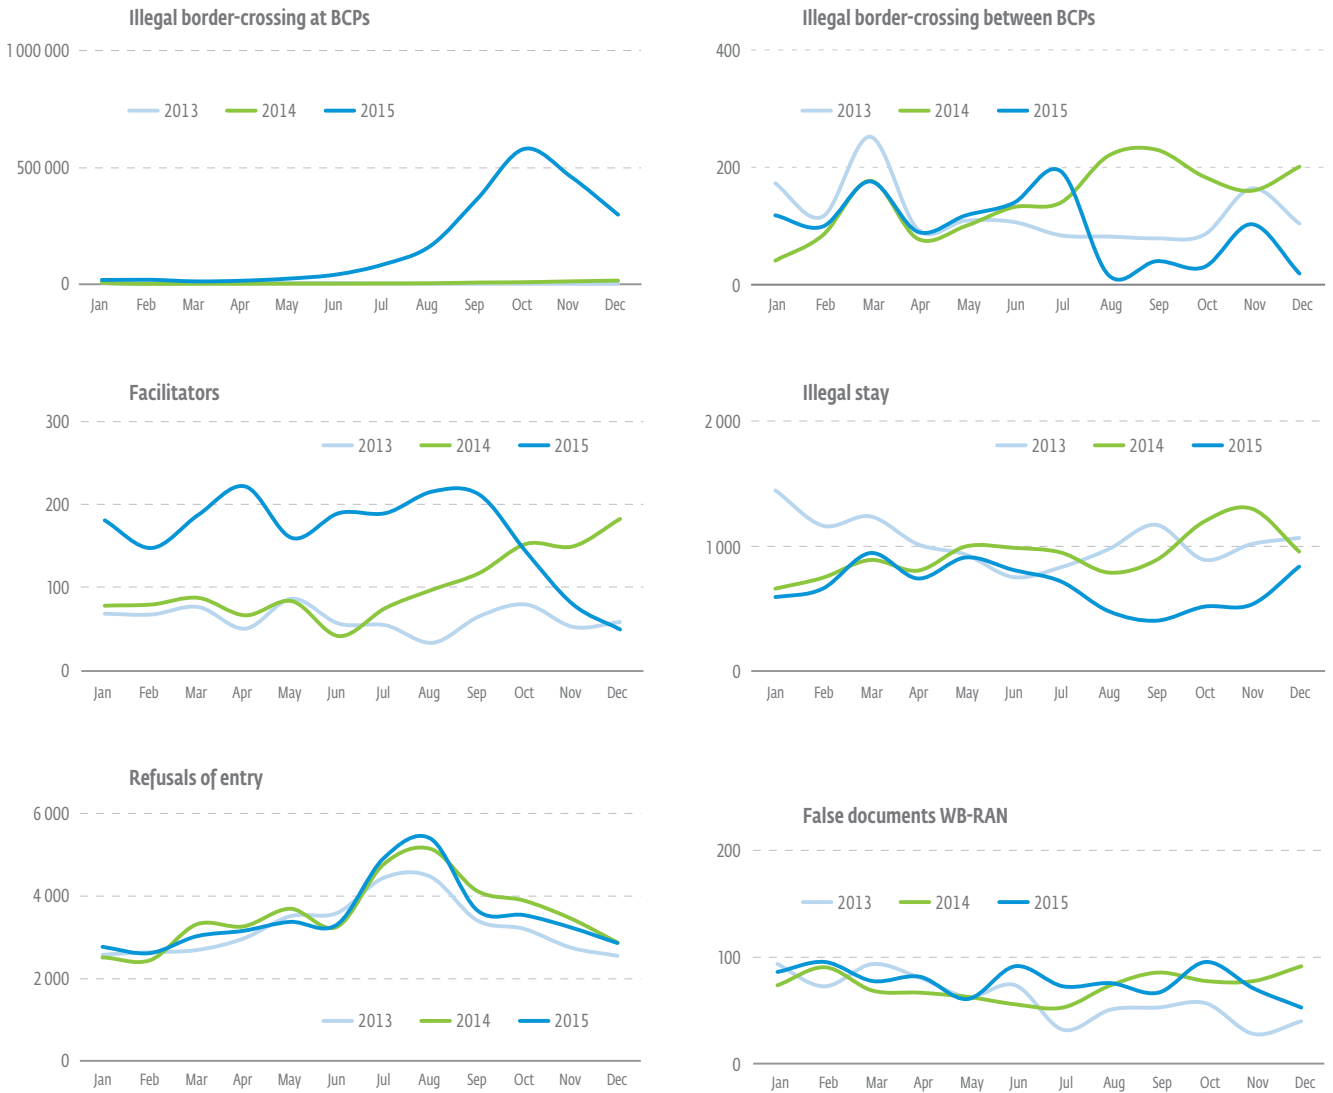 Illegal border-crossing at BCPs
1 000 000
2013 2014 2015
500 000
0
Jan Feb Mar Apr May Jun Jul Aug Sep Oct Nov Dec
Illegal border-crossing between BCPs
400
2013 2014 2015
200
0
Jan Feb Mar Apr May Jun Jul Aug Sep Oct Nov Dec
Facilitators
300
2013 2014 2015
200
100
0
Jan Feb Mar Apr May Jun Jul Aug Sep Oct Nov Dec
Illegal stay
2 000
2013 2014 2015
1 000
0
Jan Feb Mar Apr May Jun Jul Aug Sep Oct Nov Dec
Refusals of entry
6 000
4 000
2 000
2013 2014 2015
0
Jan Feb Mar Apr May Jun Jul Aug Sep Oct Nov Dec
False documents WB-RAN
200
2013 2014 2015
100
0
Jan Feb Mar Apr May Jun Jul Aug Sep Oct Nov Dec